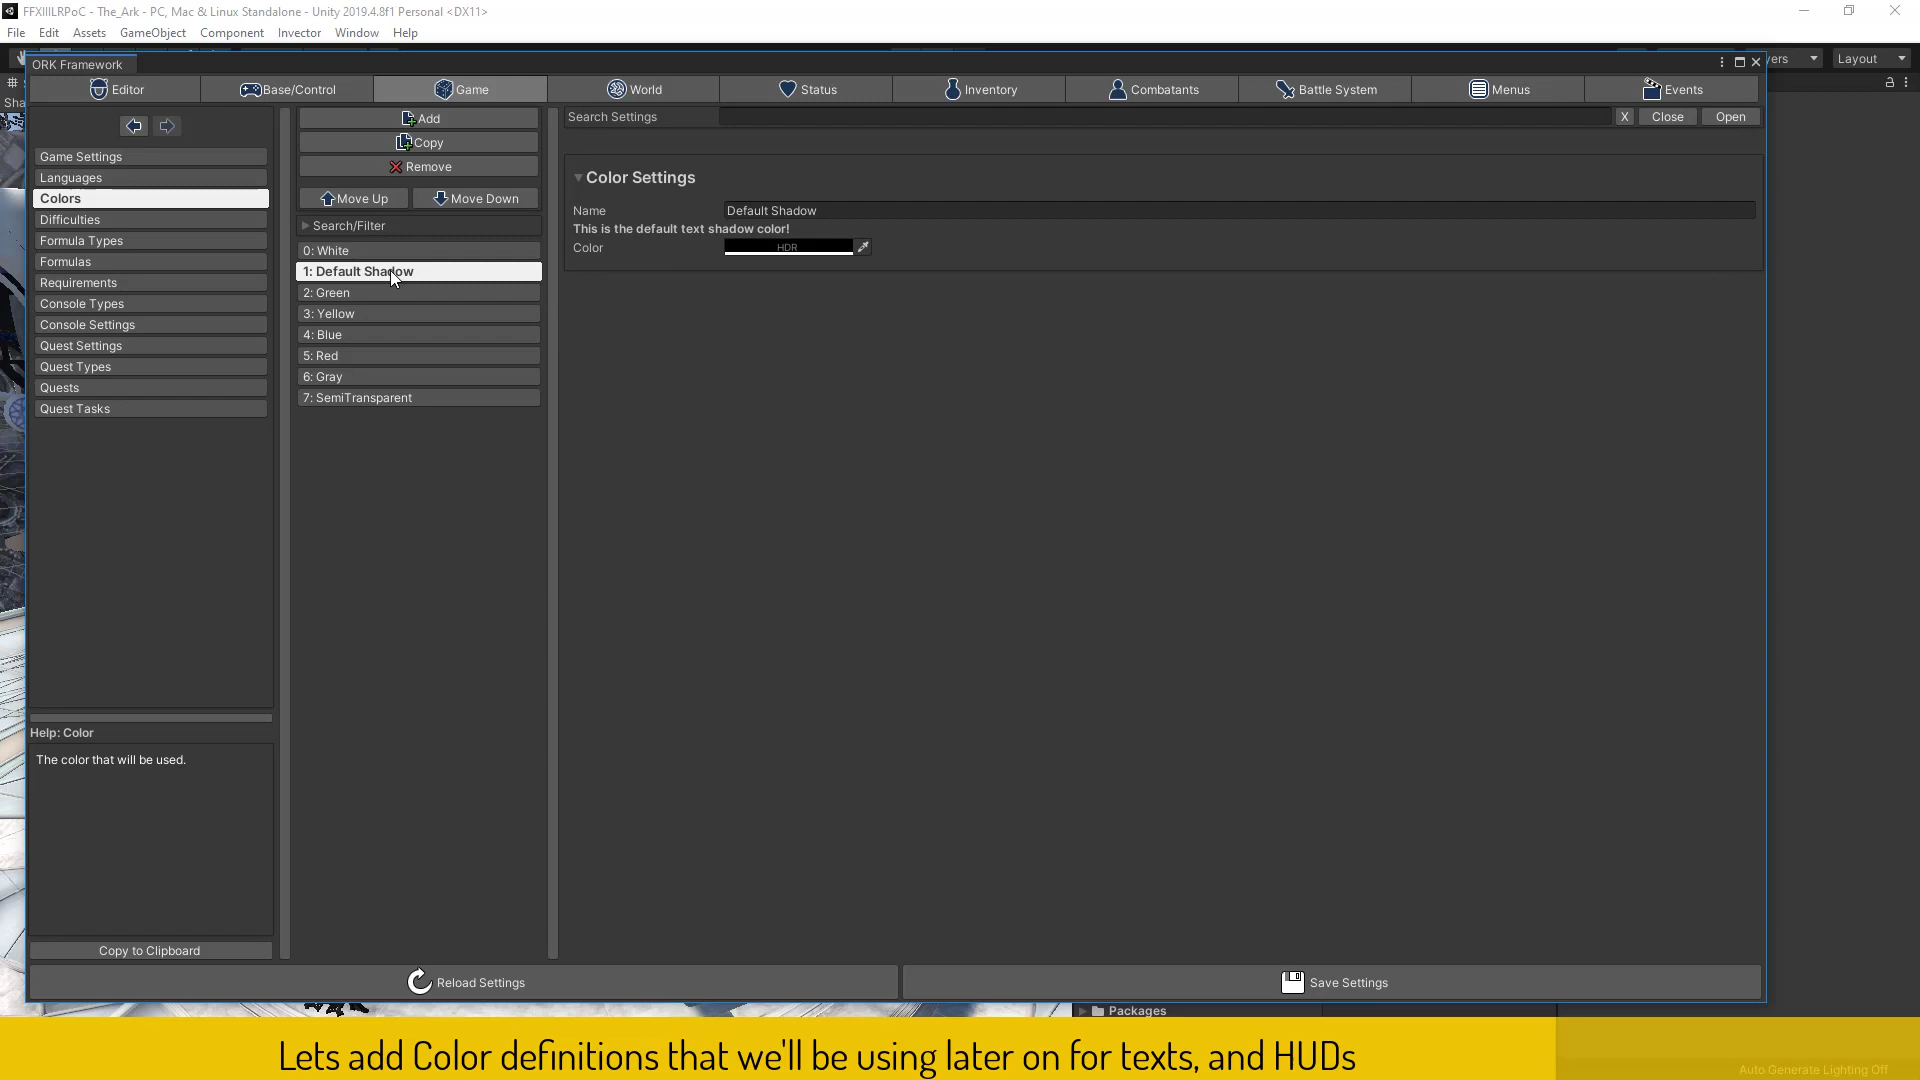 FFXIIILRPoC - The_Ark - PC, Mac & Linux Standalone - Unity 2019.4.8f1 Personal <DX11>
File Edit Assets GameObject Component Invector Window Help
ORK Framework
Layout
Editor Base/Control Game World Status Inventory Combatants Battle System Menus Events
Add
Copy
Remove
Move Up Move Down
Search/Filter
0: White
1: Default Shadow
2: Green
3: Yellow
4: Blue
5: Red
6: Gray
7: SemiTransparent
Game Settings
Languages
Colors
Difficulties
Formula Types
Formulas
Requirements
Console Types
Console Settings
Quest Settings
Quest Types
Quests
Quest Tasks
Search Settings X Close Open
Color Settings
Name Default Shadow
This is the default text shadow color!
Color HDR
Help: Color
The color that will be used.
Copy to Clipboard
Reload Settings Save Settings
Packages
Lets add Color definitions that we'll be using later on for texts, and HUDs
Auto Generate Lighting Off